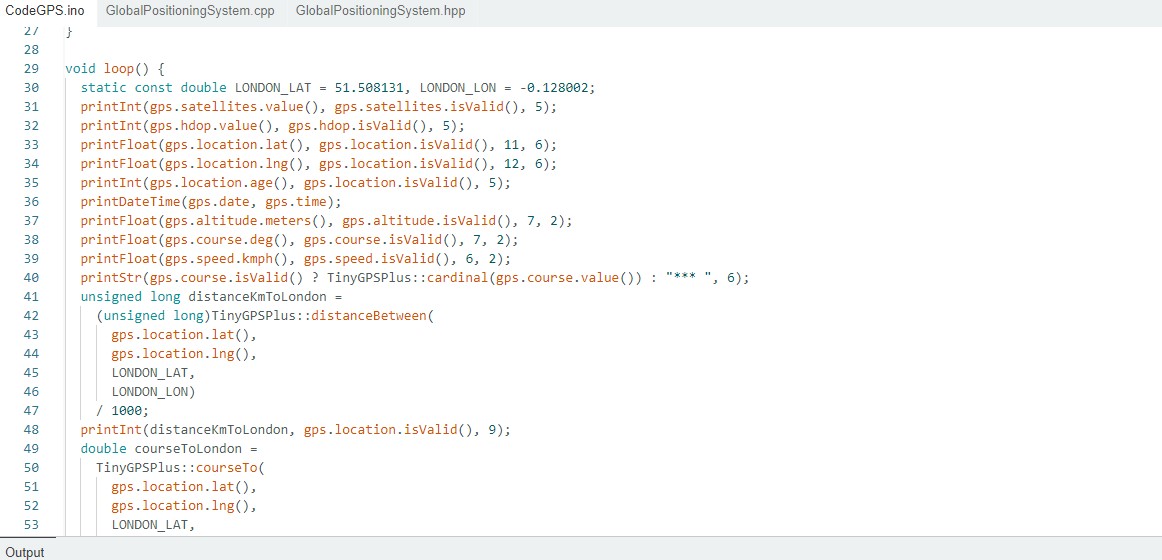 CodeGPS.ino GlobalPositioningSystem.cpp GlobalPositioningSystem.hpp
27 }
28
29 void loop() {
30 static const double LONDON_LAT = 51.508131, LONDON_LON = -0.128002;
31 printInt(gps.satellites.value(), gps.satellites.isValid(), 5);
32 printInt(gps.hdop.value(), gps.hdop.isValid(), 5);
33 printFloat(gps.location.lat(), gps.location.isValid(), 11, 6);
34 printFloat(gps.location.lng(), gps.location.isValid(), 12, 6);
35 printInt(gps.location.age(), gps.location.isValid(), 5);
36 printDateTime(gps.date, gps.time);
37 printFloat(gps.altitude.meters(), gps.altitude.isValid(), 7, 2);
38 printFloat(gps.course.deg(), gps.course.isValid(), 7, 2);
39 printFloat(gps.speed.kmph(), gps.speed.isValid(), 6, 2);
40 printStr(gps.course.isValid() ? TinyGPSPlus::cardinal(gps.course.value()) : "*** ", 6);
41 unsigned long distanceKmToLondon =
42 (unsigned long)TinyGPSPlus::distanceBetween(
43 gps.location.lat(),
44 gps.location.lng(),
45 LONDON_LAT,
46 LONDON_LON)
47 / 1000;
48 printInt(distanceKmToLondon, gps.location.isValid(), 9);
49 double courseToLondon =
50 TinyGPSPlus::courseTo(
51 gps.location.lat(),
52 gps.location.lng(),
53 LONDON_LAT,
Output